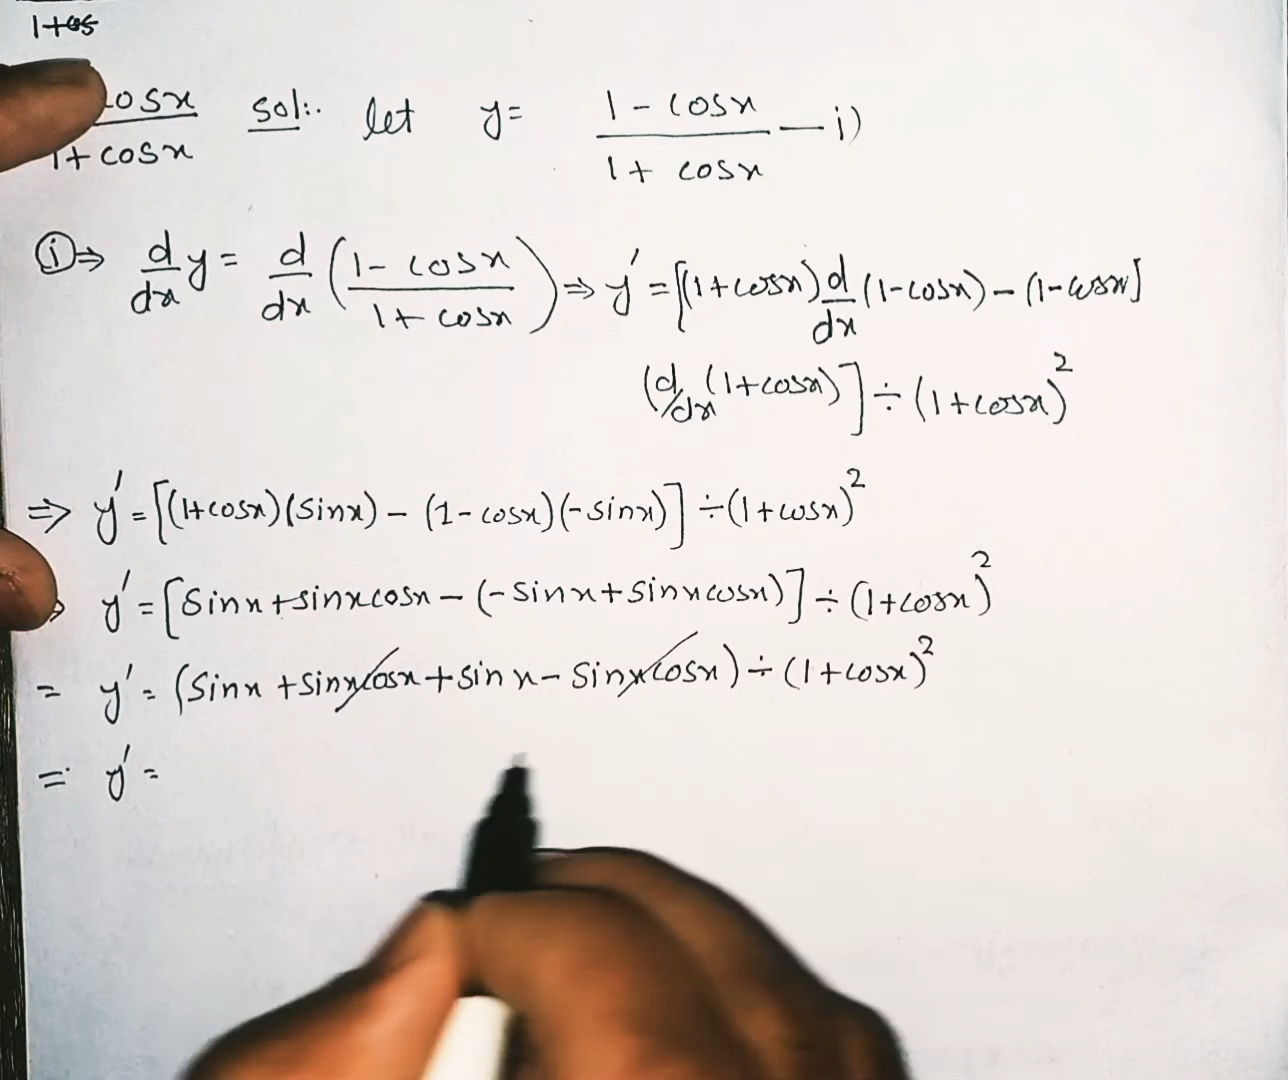 1+cos
cosx/1+cosx sol:. let y= 1-cosx/1+cosx —i)
ⓘ⇒ d/dx y= d/dx (1-cosx/1+cosx) ⇒ y'=[(1+cosx)d/dx(1-cosx)-(1-cosx]
(d/dx(1+cosx)]÷(1+cosx)²
⇒ y'=[(1+cosx)(sinx)-(1-cosx)(-sinx)]÷(1+cosx)²
y'=[sinx+sinxcosx-(-sinx+sinxcosx)]÷(1+cosx)²
= y'=(sinx+sinxcosx+sinx-sinxcosx)÷(1+cosx)²
= y'=